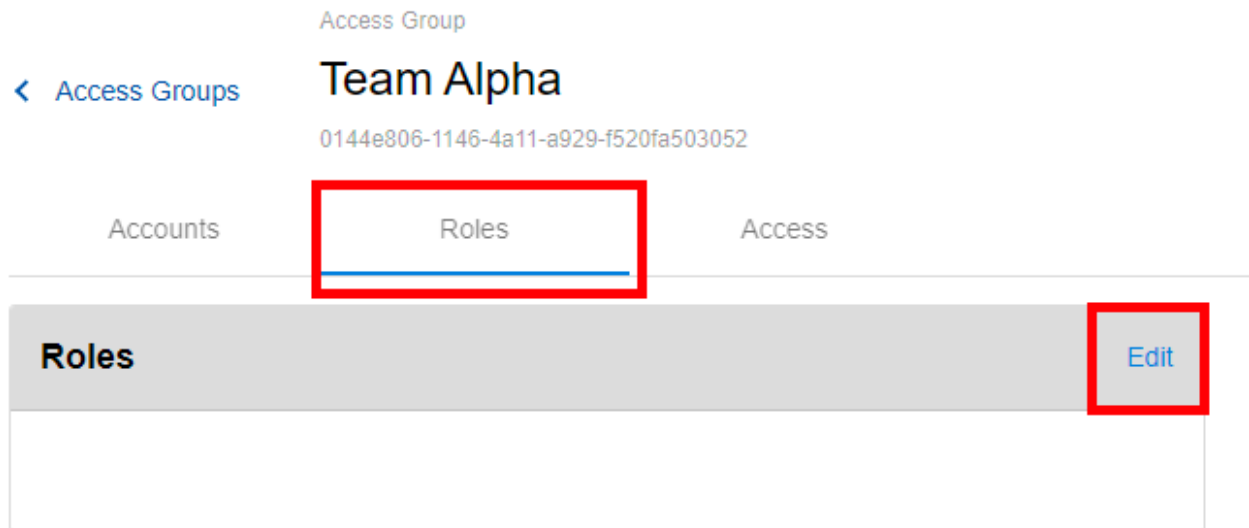 Access Group
Access Groups
Team Alpha
0144e806-1146-4a11-a929-f520fa503052
Accounts Roles Access
Roles Edit